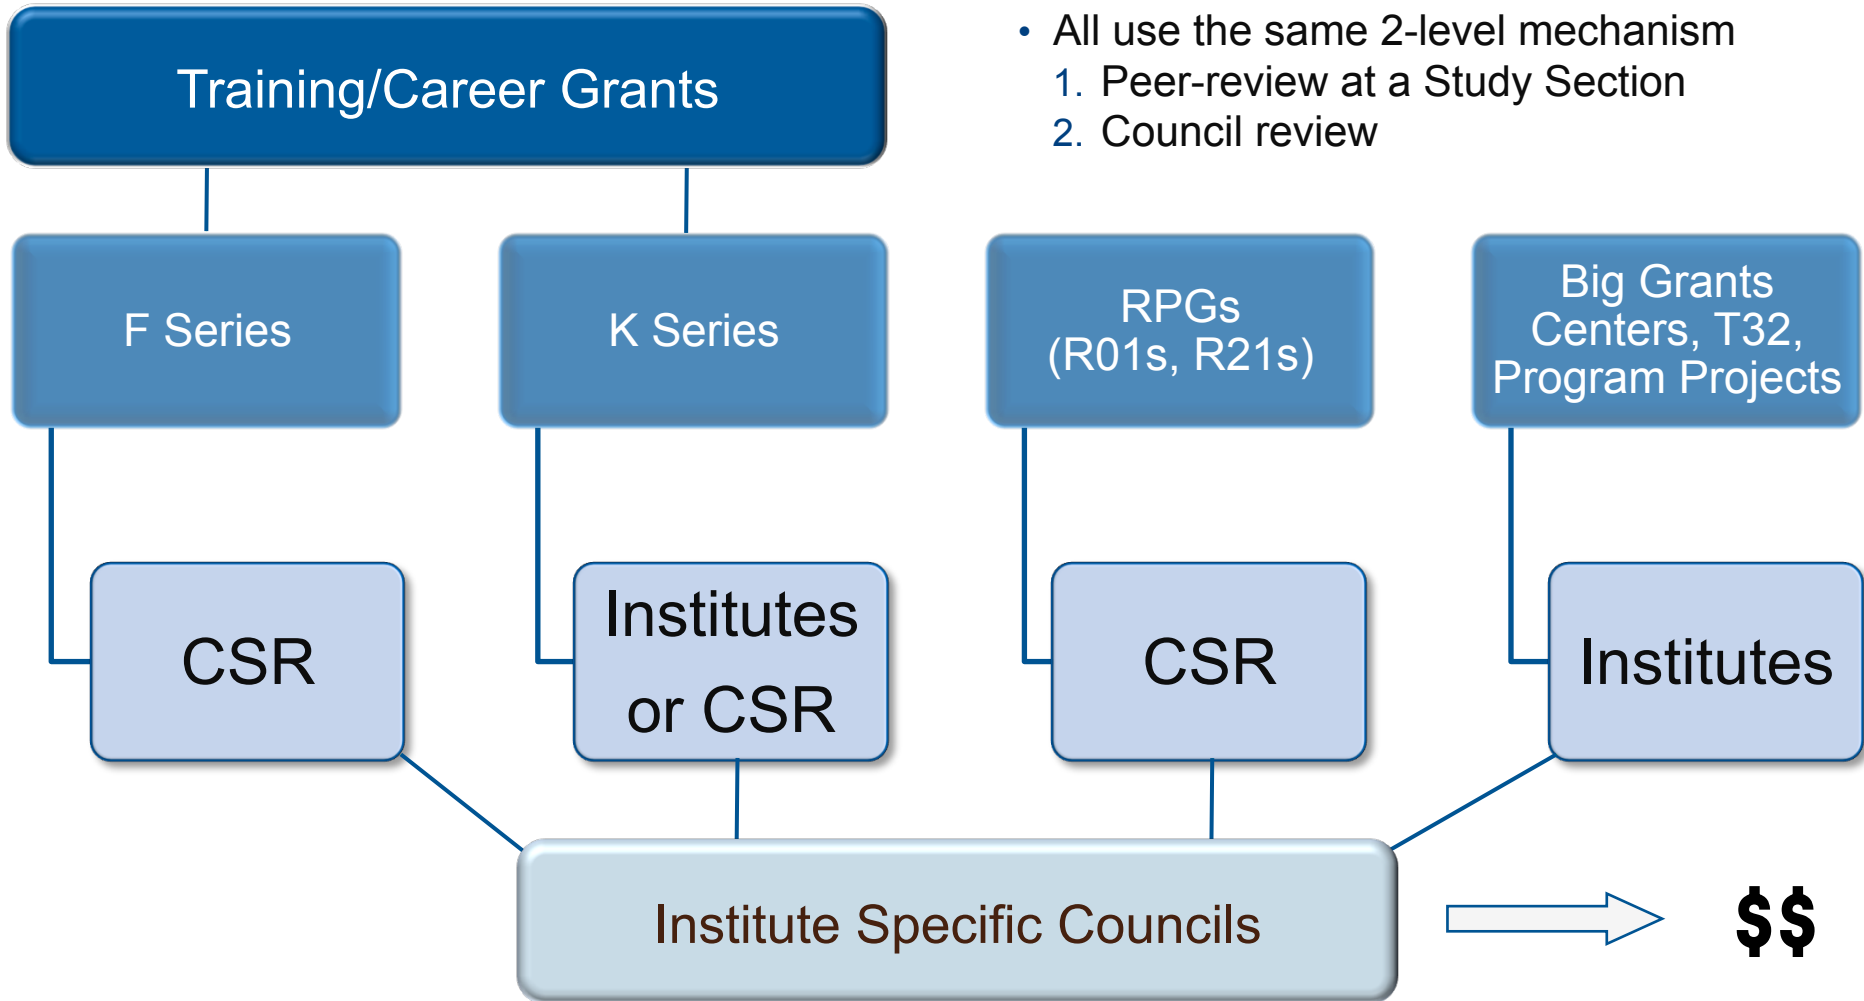 Training/Career Grants
• All use the same 2-level mechanism
1. Peer-review at a Study Section
2. Council review
F Series
K Series
RPGs
(R01s, R21s)
Big Grants
Centers, T32,
Program Projects
CSR
Institutes
or CSR
CSR
Institutes
Institute Specific Councils
$$